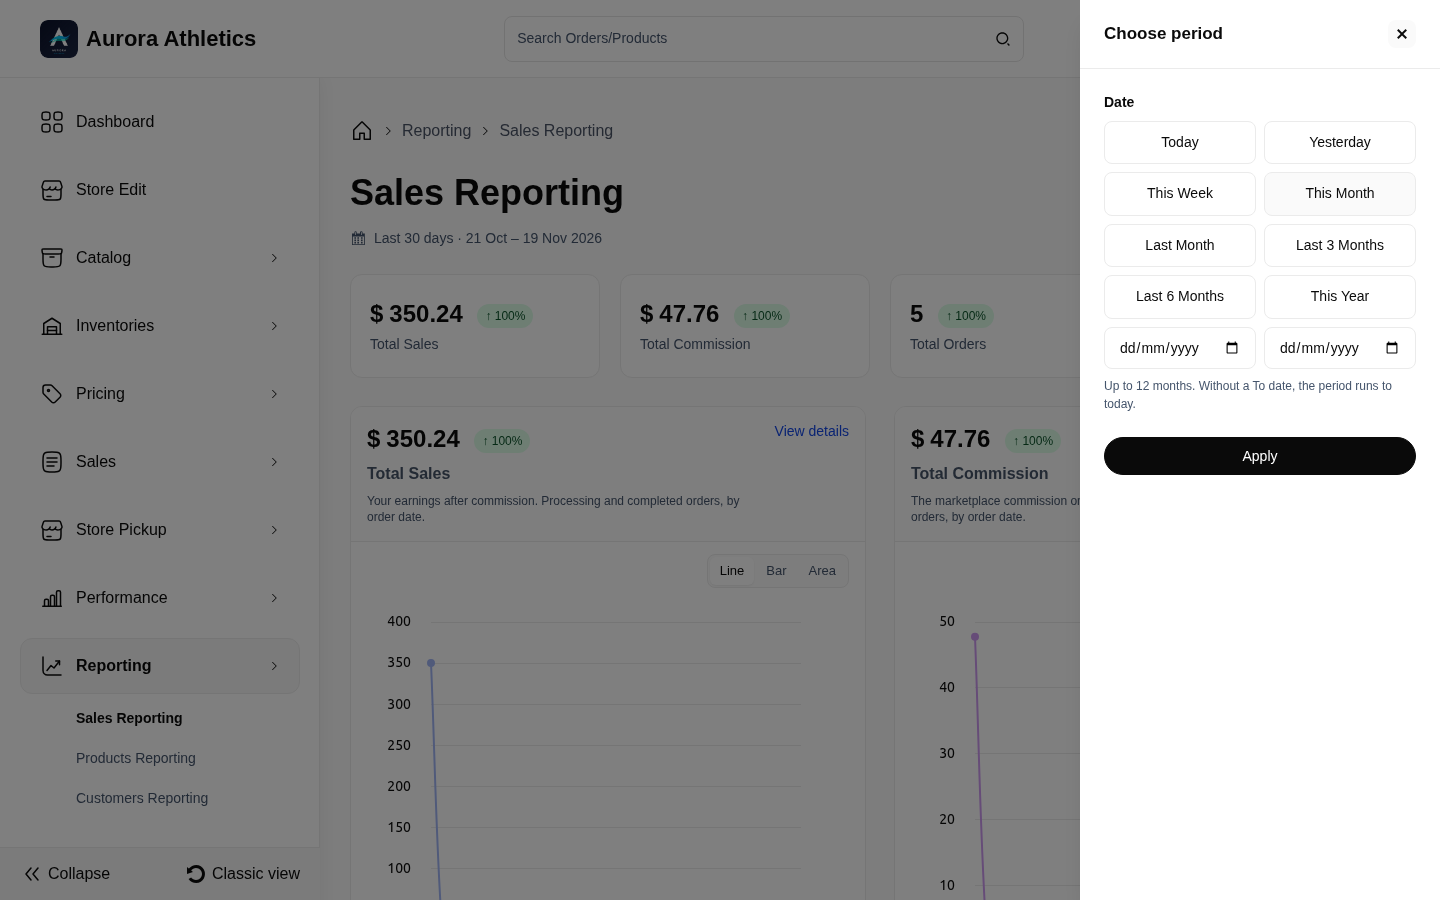 Aurora Athletics
Search Orders/Products
Dashboard
Store Edit
Catalog
Inventories
Pricing
Sales
Store Pickup
Performance
Reporting
Sales Reporting
Products Reporting
Customers Reporting
Collapse
Classic view
Reporting
Sales Reporting
Sales Reporting
Last 30 days · 21 Oct – 19 Nov 2026
$ 350.24
↑ 100%
Total Sales
$ 47.76
↑ 100%
Total Commission
5
↑ 100%
Total Orders
$ 350.24
↑ 100%
View details
Total Sales
Your earnings after commission. Processing and completed orders, by
order date.
Line
Bar
Area
400
350
300
250
200
150
100
$ 47.76
↑ 100%
Total Commission
The marketplace commission
orders, by order date.
50
40
30
20
10
Choose period
Date
Today
Yesterday
This Week
This Month
Last Month
Last 3 Months
Last 6 Months
This Year
dd/mm/yyyy
dd/mm/yyyy
Up to 12 months. Without a To date, the period runs to
today.
Apply